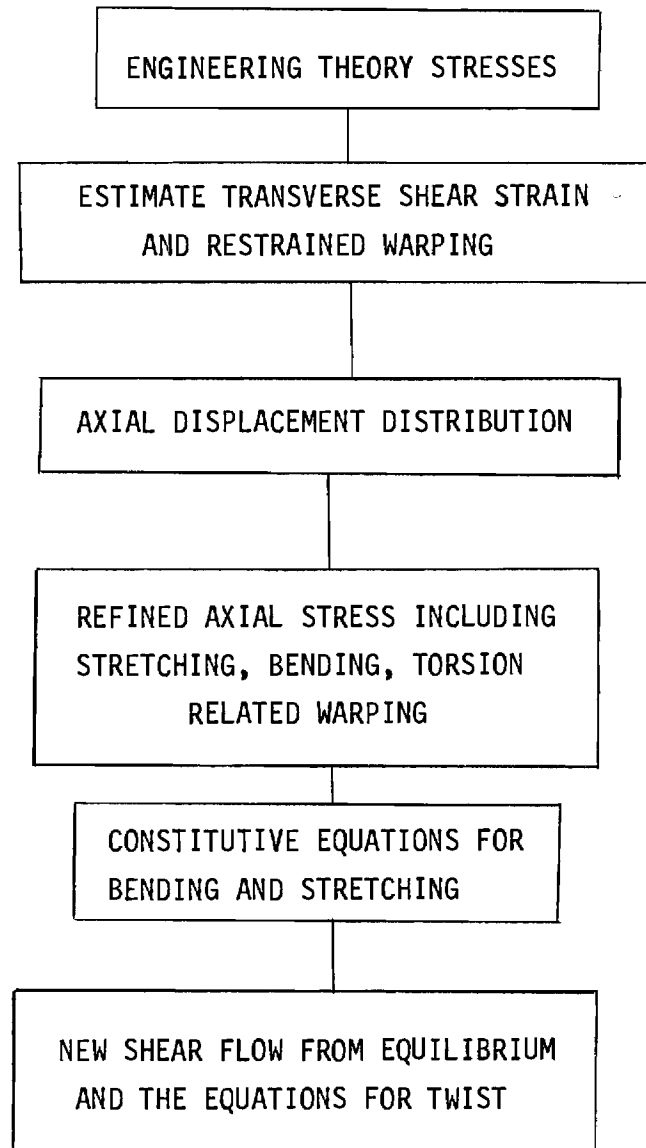 ENGINEERING THEORY STRESSES
ESTIMATE TRANSVERSE SHEAR STRAIN
AND RESTRAINED WARPING
AXIAL DISPLACEMENT DISTRIBUTION
REFINED AXIAL STRESS INCLUDING
STRETCHING, BENDING, TORSION
RELATED WARPING
CONSTITUTIVE EQUATIONS FOR
BENDING AND STRETCHING
NEW SHEAR FLOW FROM EQUILIBRIUM
AND THE EQUATIONS FOR TWIST